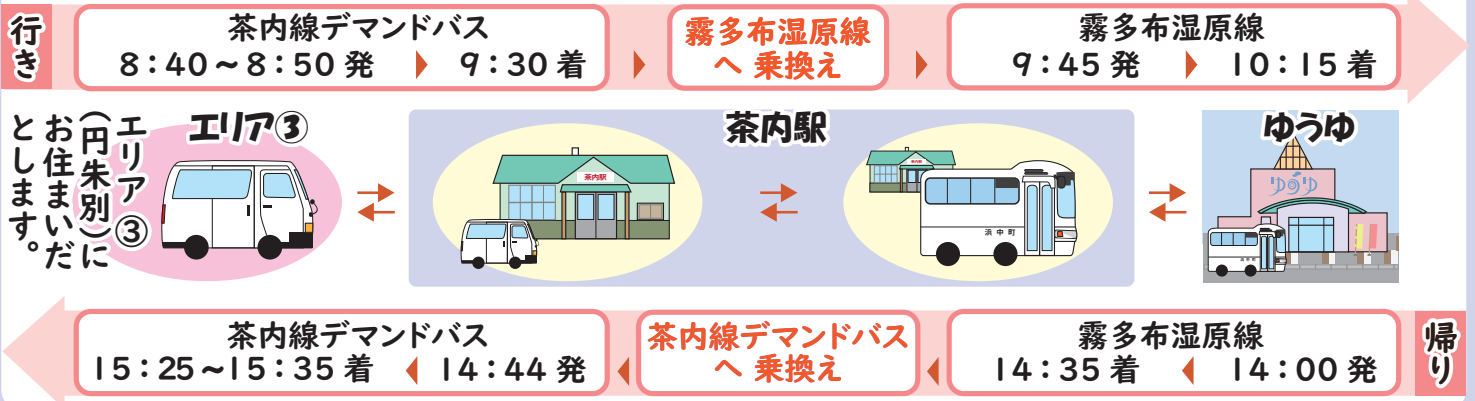 行き
茶内線デマンドバス
8：40～8：50 発
9：30 着
霧多布湿原線
へ 乗換え
霧多布湿原線
9：45 発
10：15 着
エリア③
（円朱別）に
お住まいだ
とします。
エリア③
茶内駅
茶内駅
茶内駅
浜中町
ゆうゆ
ゆうゆ
帰り
霧多布湿原線
14：00 発
14：35 着
茶内線デマンドバス
へ 乗換え
茶内線デマンドバス
14：44 発
15：25～15：35 着